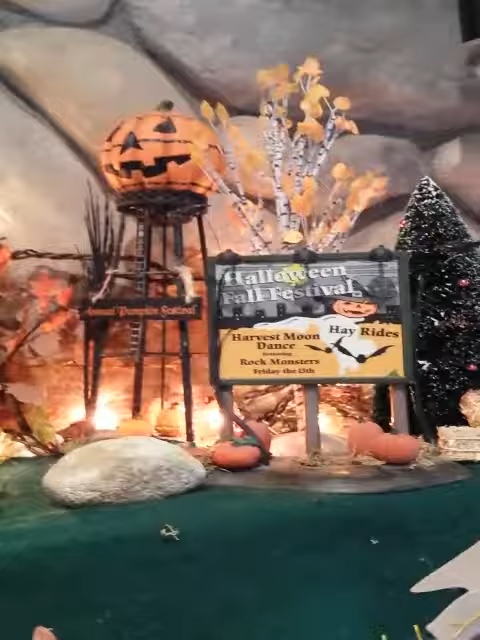 Halloween
Fall Festival
Harvest Moon
Dance
Hay Rides
featuring
Rock Monsters
Friday the 13th
Annual Pumpkin Festival